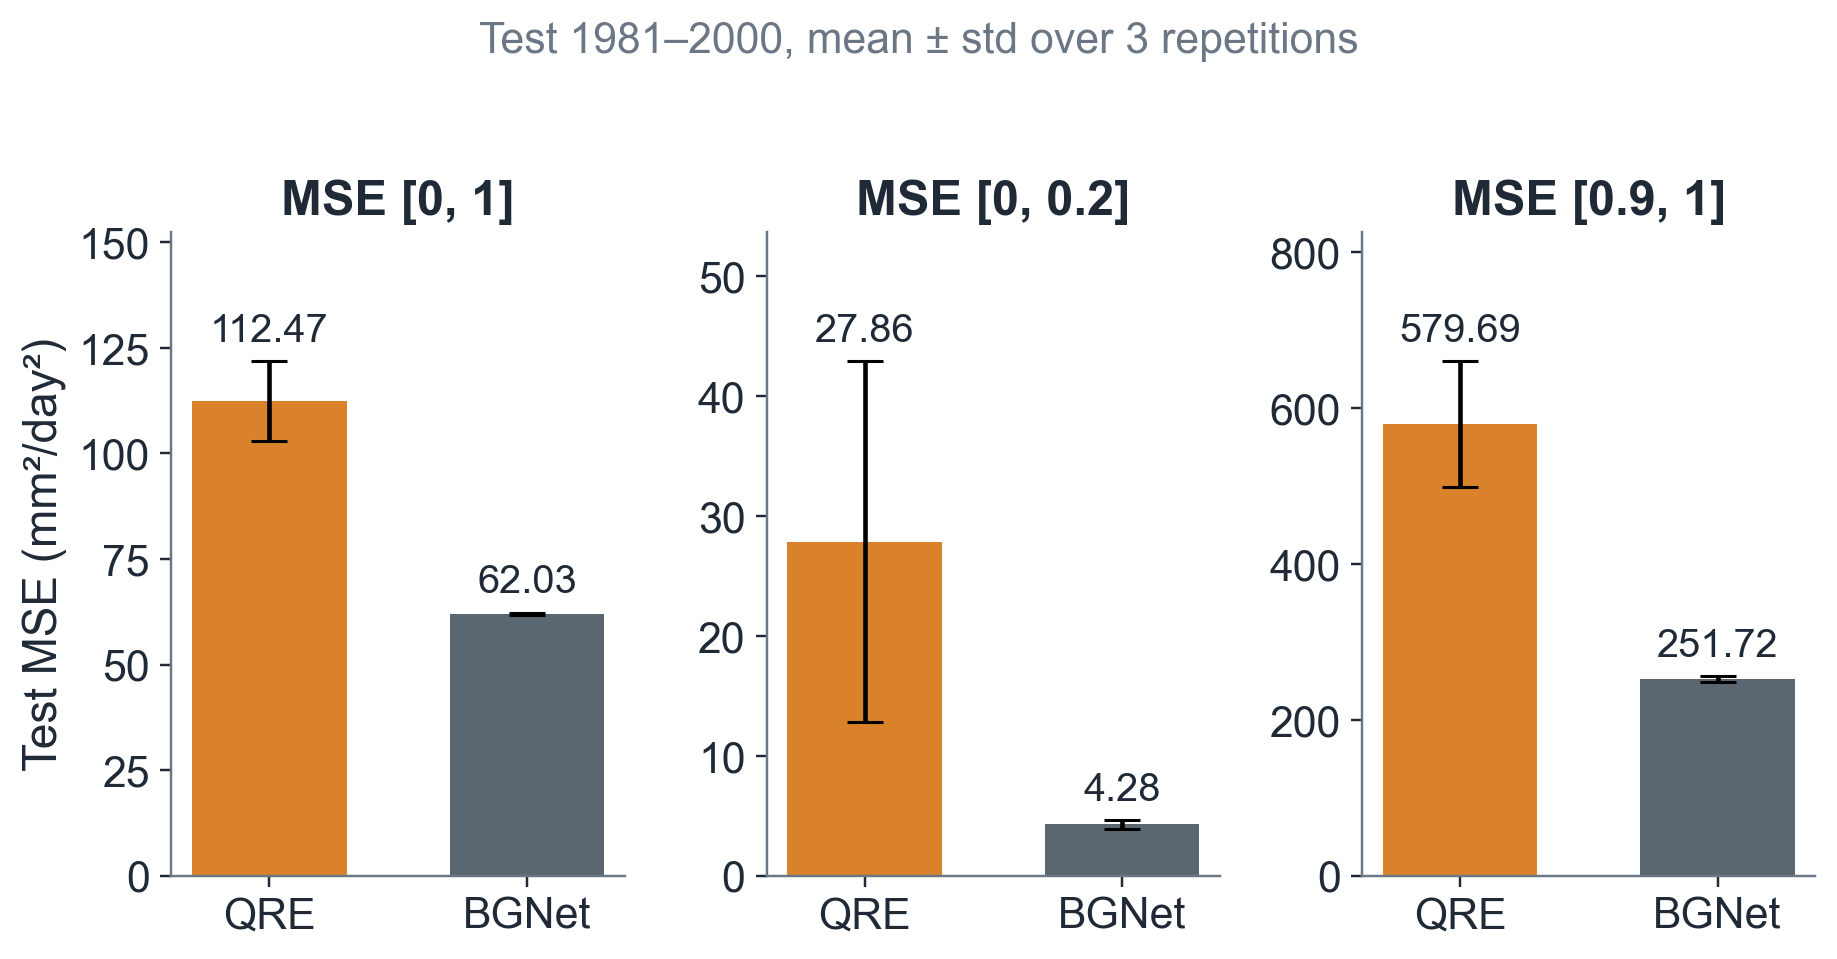 Test 1981–2000, mean ± std over 3 repetitions
MSE [0, 1]
Test MSE (mm²/day²)
150
125
100
75
50
25
0
112.47
62.03
QRE
BGNet
MSE [0, 0.2]
50
40
30
20
10
0
27.86
4.28
QRE
BGNet
MSE [0.9, 1]
800
600
400
200
0
579.69
251.72
QRE
BGNet